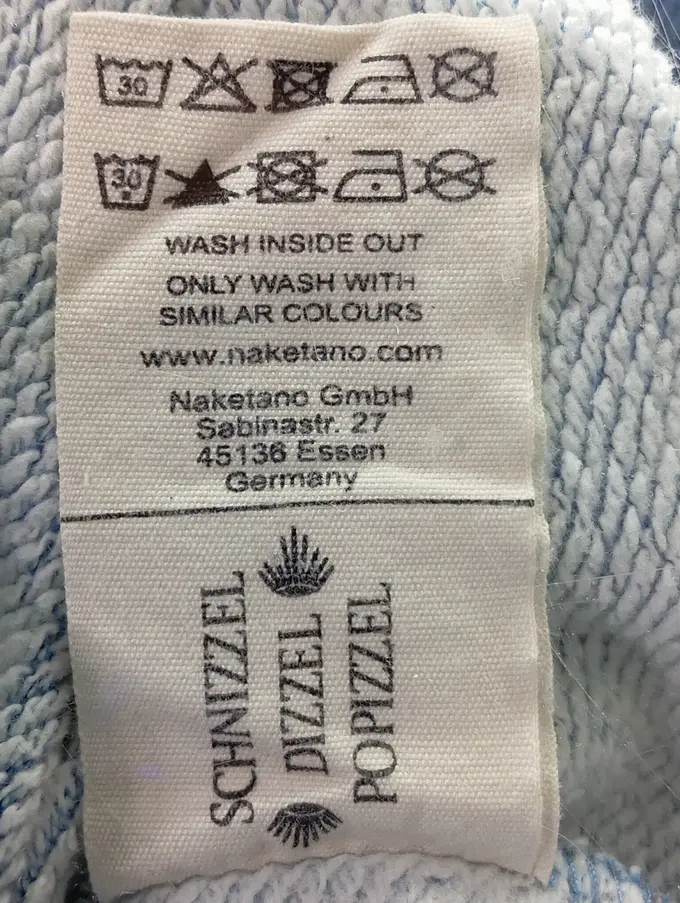 30
30
WASH INSIDE OUT
ONLY WASH WITH
SIMILAR COLOURS
www.naketano.com
Naketano GmbH
Sabinastr. 27
45136 Essen
Germany
SCHNIZZEL
DIZZEL
POPIZZEL